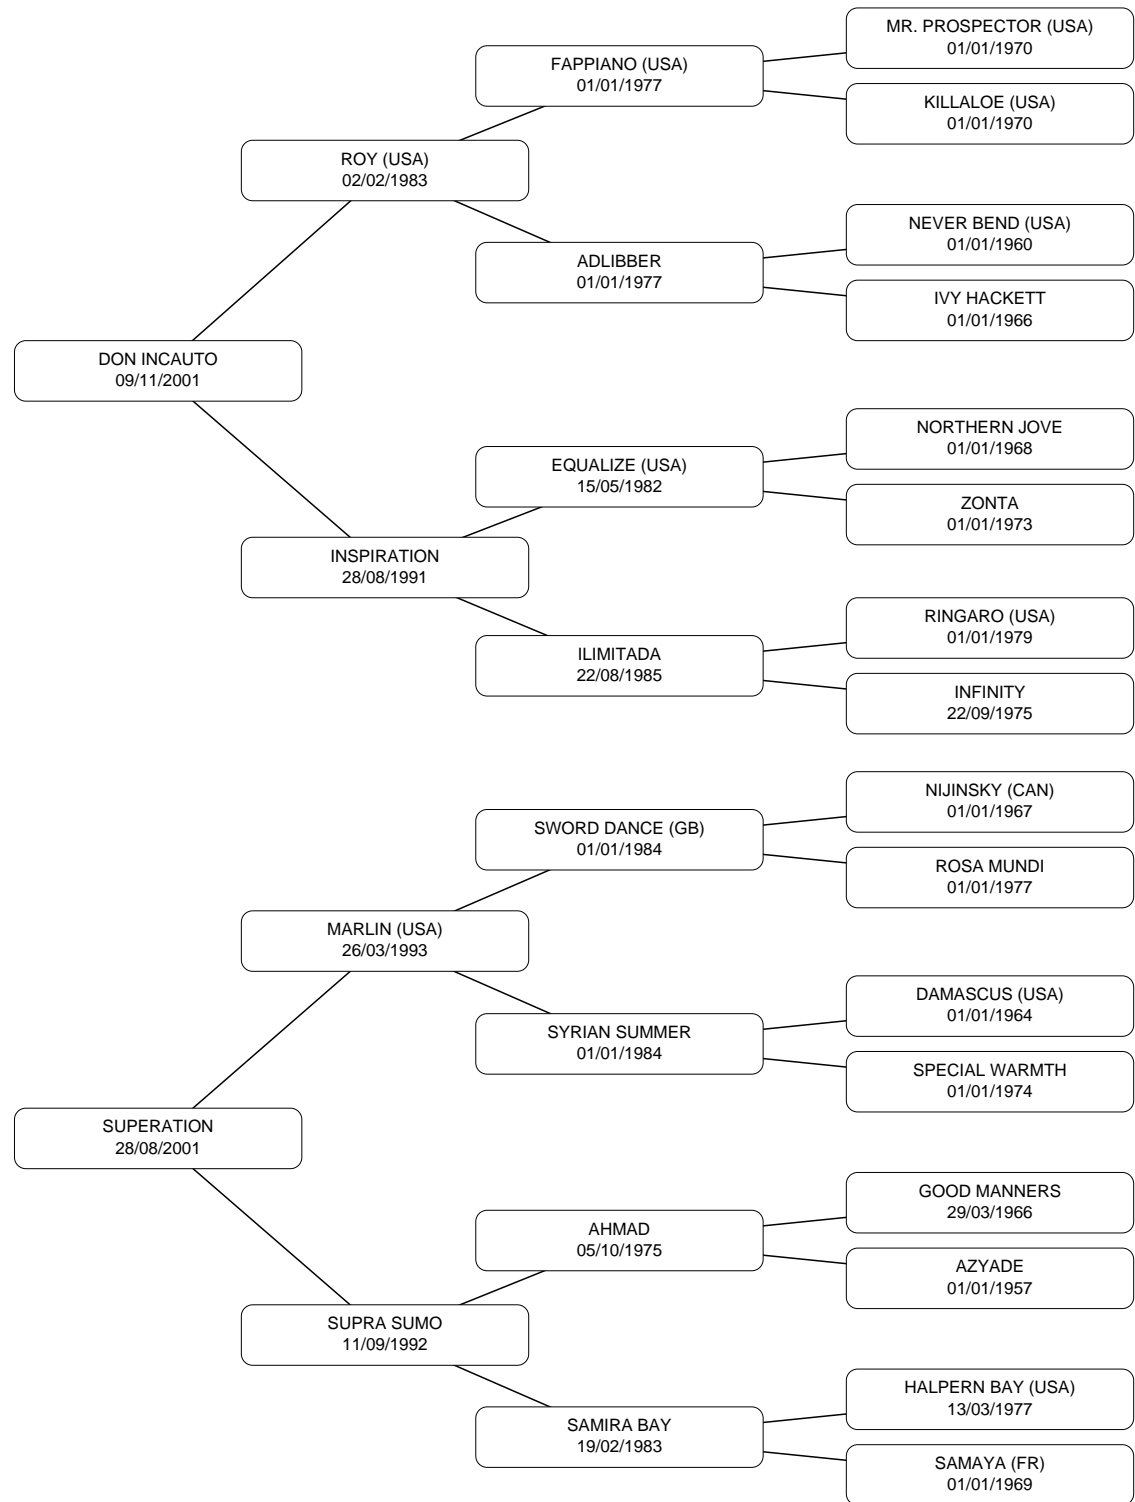 MR. PROSPECTOR (USA)
01/01/1970
FAPPIANO (USA)
01/01/1977
KILLALOE (USA)
01/01/1970
ROY (USA)
02/02/1983
NEVER BEND (USA)
01/01/1960
ADLIBBER
01/01/1977
IVY HACKETT
01/01/1966
DON INCAUTO
09/11/2001
NORTHERN JOVE
01/01/1968
EQUALIZE (USA)
15/05/1982
ZONTA
01/01/1973
INSPIRATION
28/08/1991
RINGARO (USA)
01/01/1979
ILIMITADA
22/08/1985
INFINITY
22/09/1975
NIJINSKY (CAN)
01/01/1967
SWORD DANCE (GB)
01/01/1984
ROSA MUNDI
01/01/1977
MARLIN (USA)
26/03/1993
DAMASCUS (USA)
01/01/1964
SYRIAN SUMMER
01/01/1984
SPECIAL WARMTH
01/01/1974
SUPERATION
28/08/2001
GOOD MANNERS
29/03/1966
AHMAD
05/10/1975
AZYADE
01/01/1957
SUPRA SUMO
11/09/1992
HALPERN BAY (USA)
13/03/1977
SAMIRA BAY
19/02/1983
SAMAYA (FR)
01/01/1969